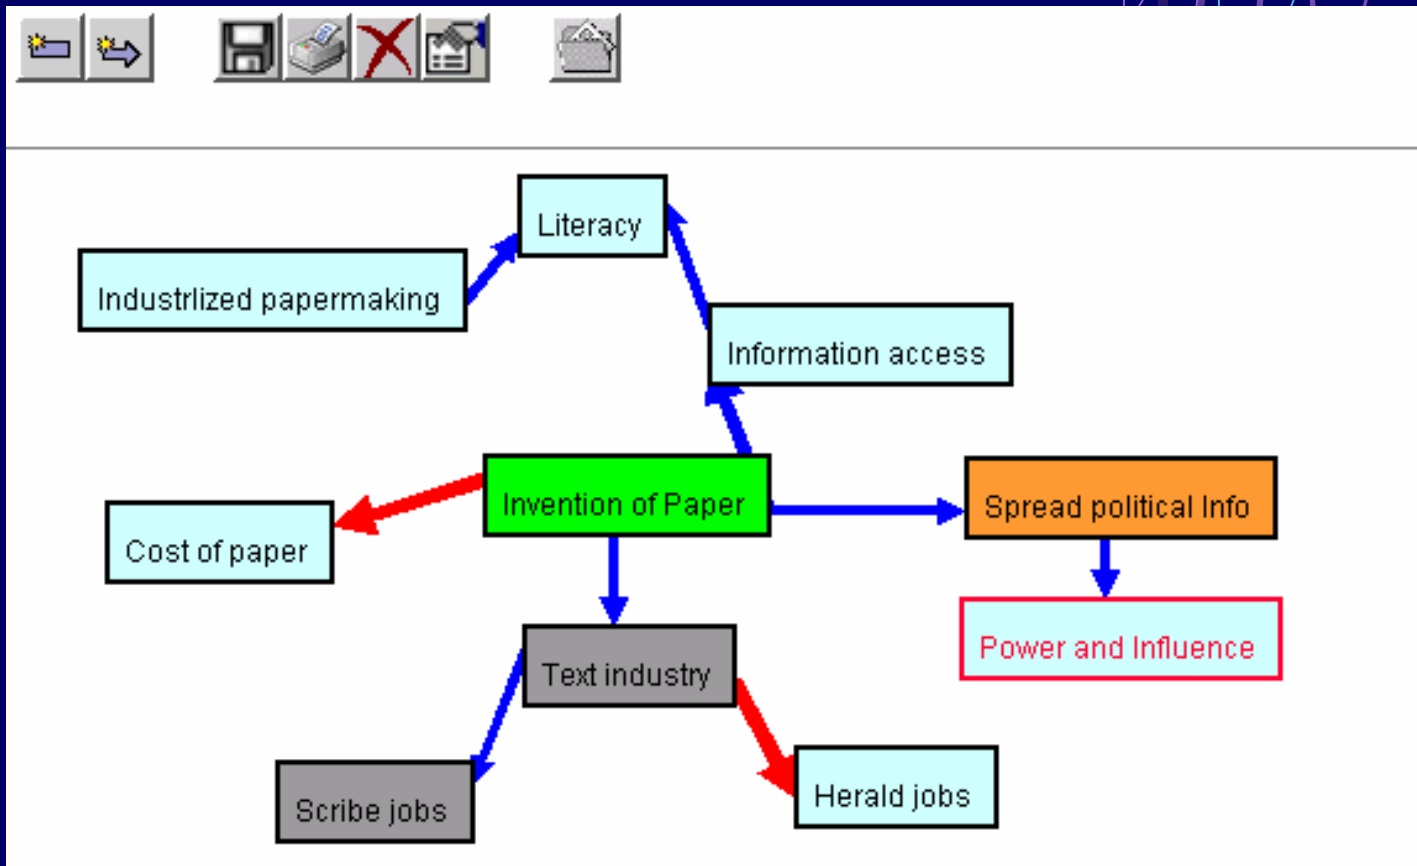 Literacy
Industrlized papermaking
Information access
Invention of Paper
Spread political Info
Cost of paper
Power and Influence
Text industry
Scribe jobs
Herald jobs